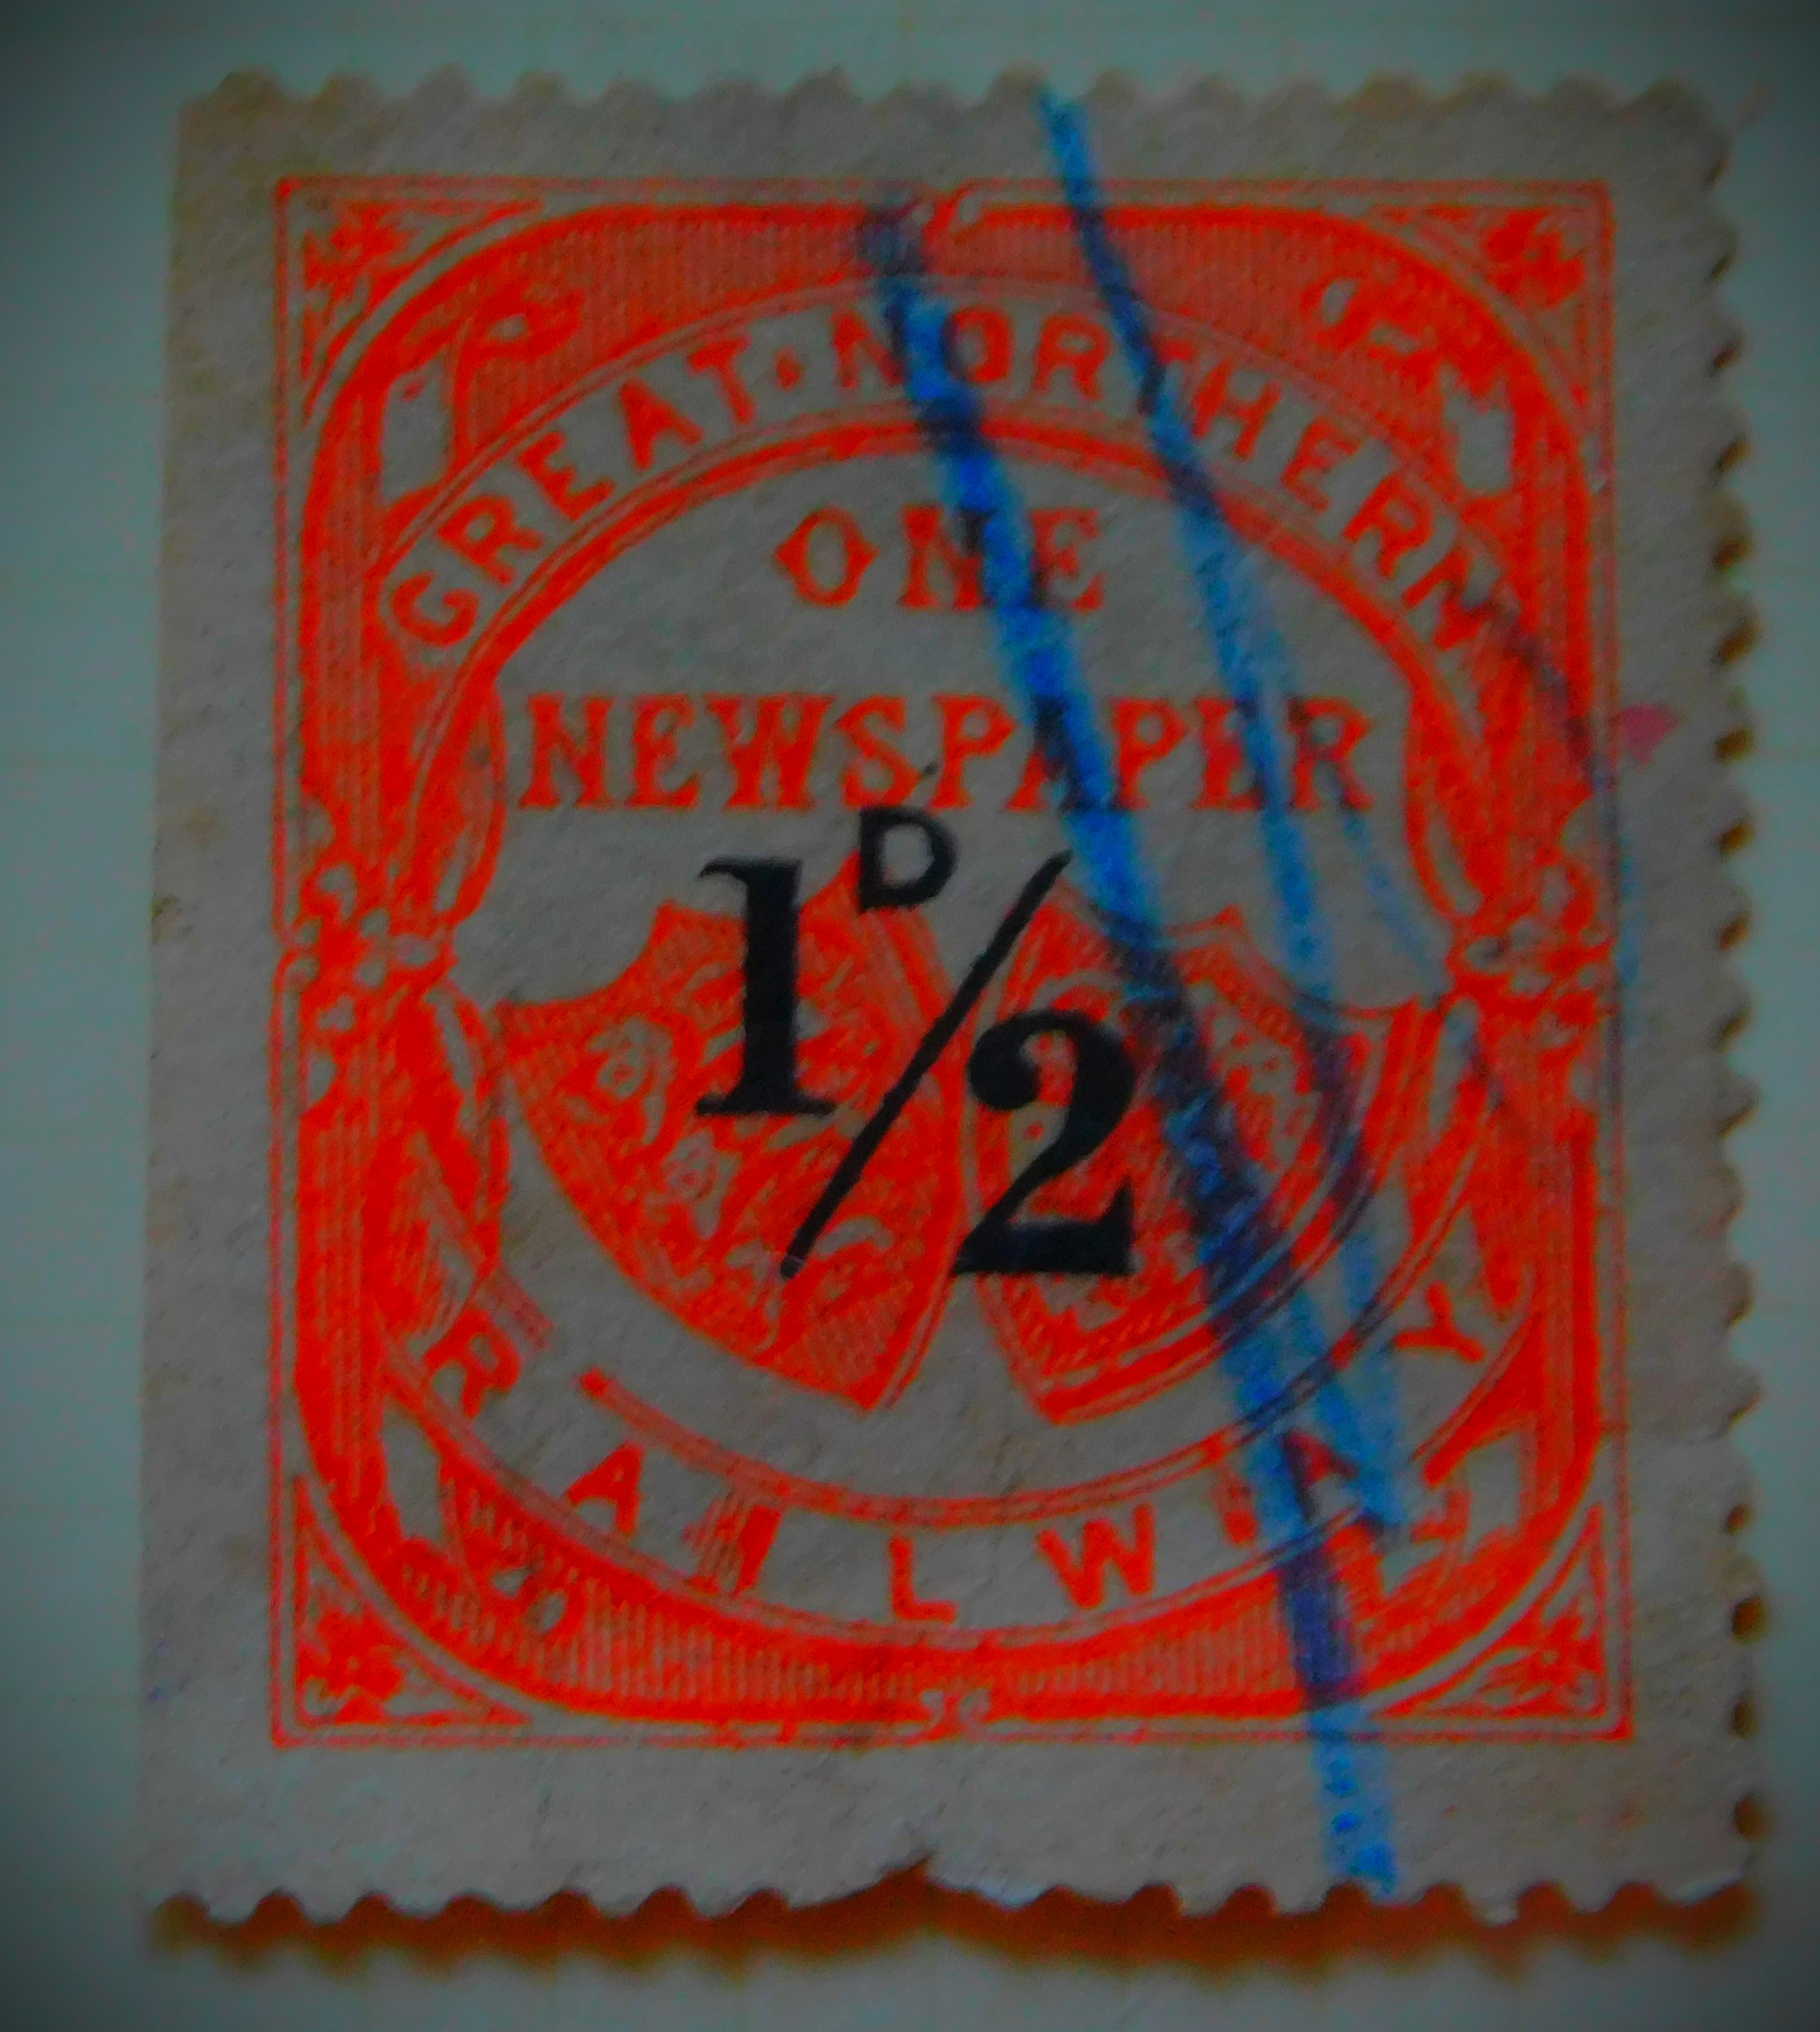 GREAT · NORTHERN
ONE
NEWSPAPER
1D/2
RAILWAY